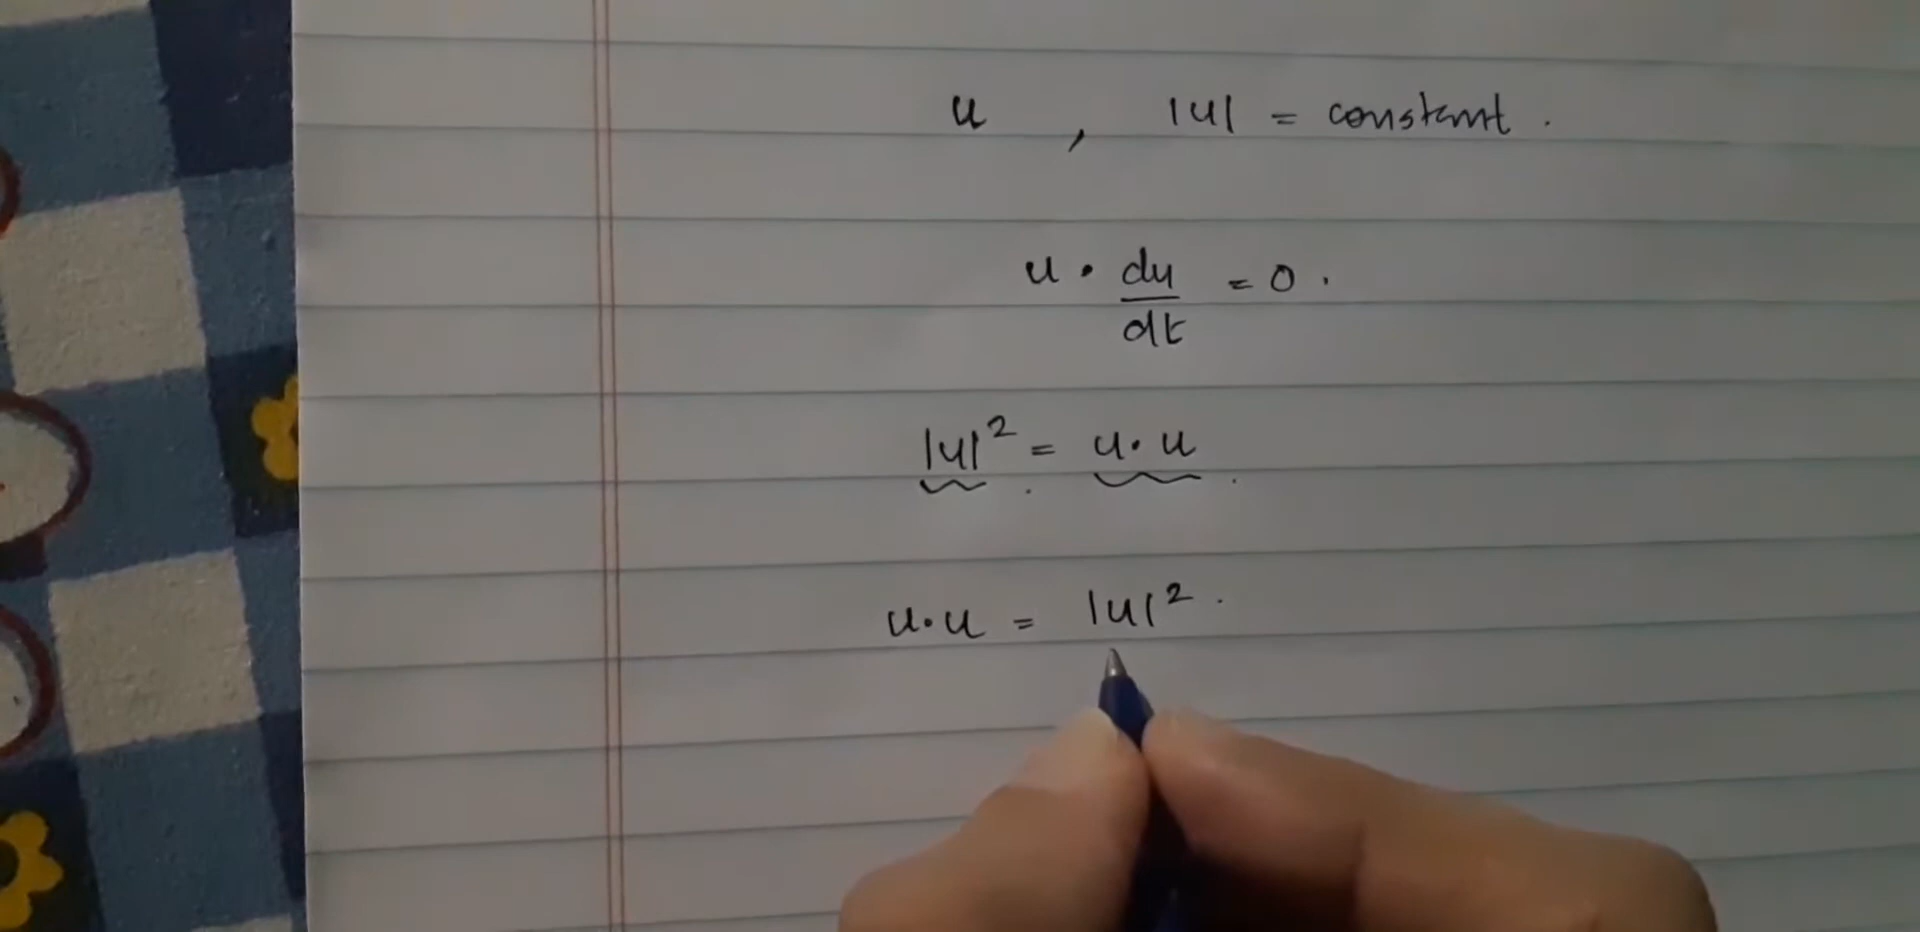 u , |u| = constant.
u · du/dt = 0.
|u|² = u·u.
u·u = |u|².